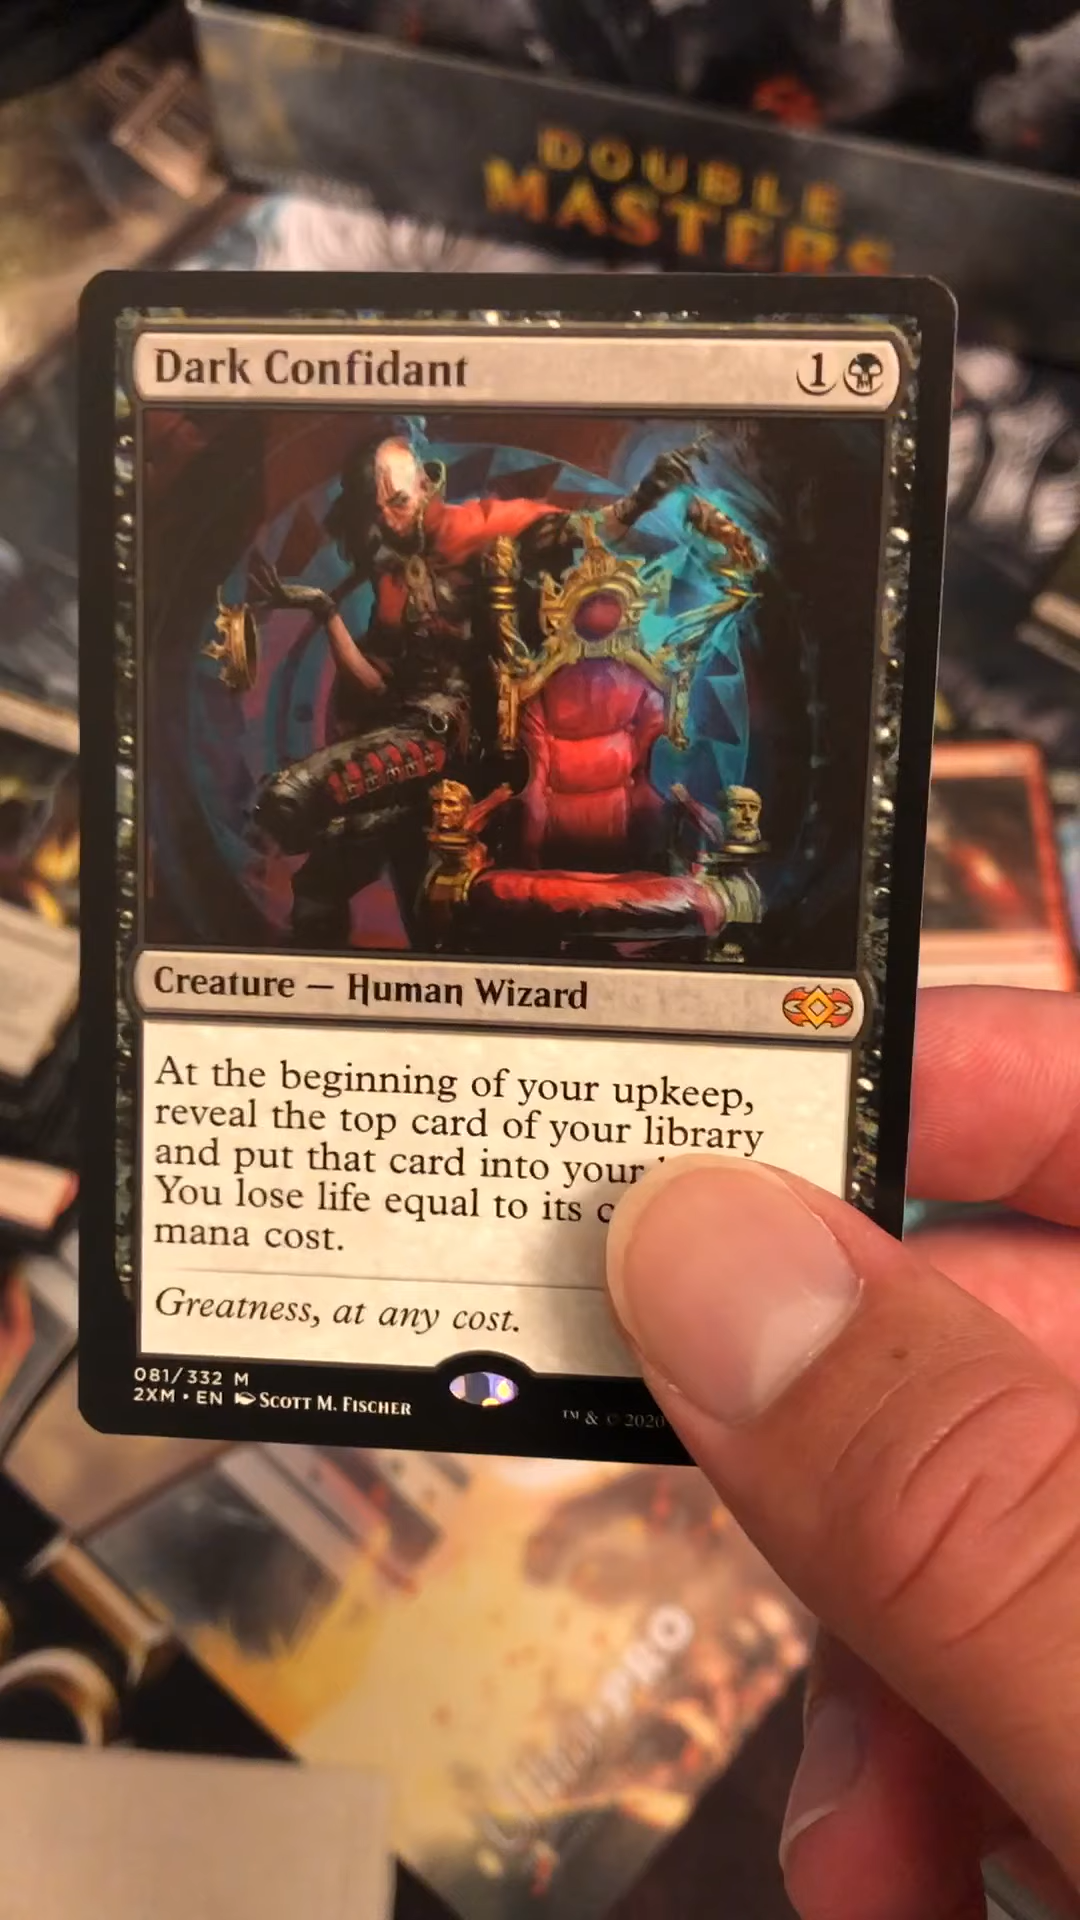 DOUBLE
MASTERS
Dark Confidant 1
Creature — Human Wizard
At the beginning of your upkeep,
reveal the top card of your library
and put that card into your
You lose life equal to its
mana cost.
Greatness, at any cost.
081/332 M
2XM • EN Scott M. Fischer
™ & © 2020
Ultra•PRO